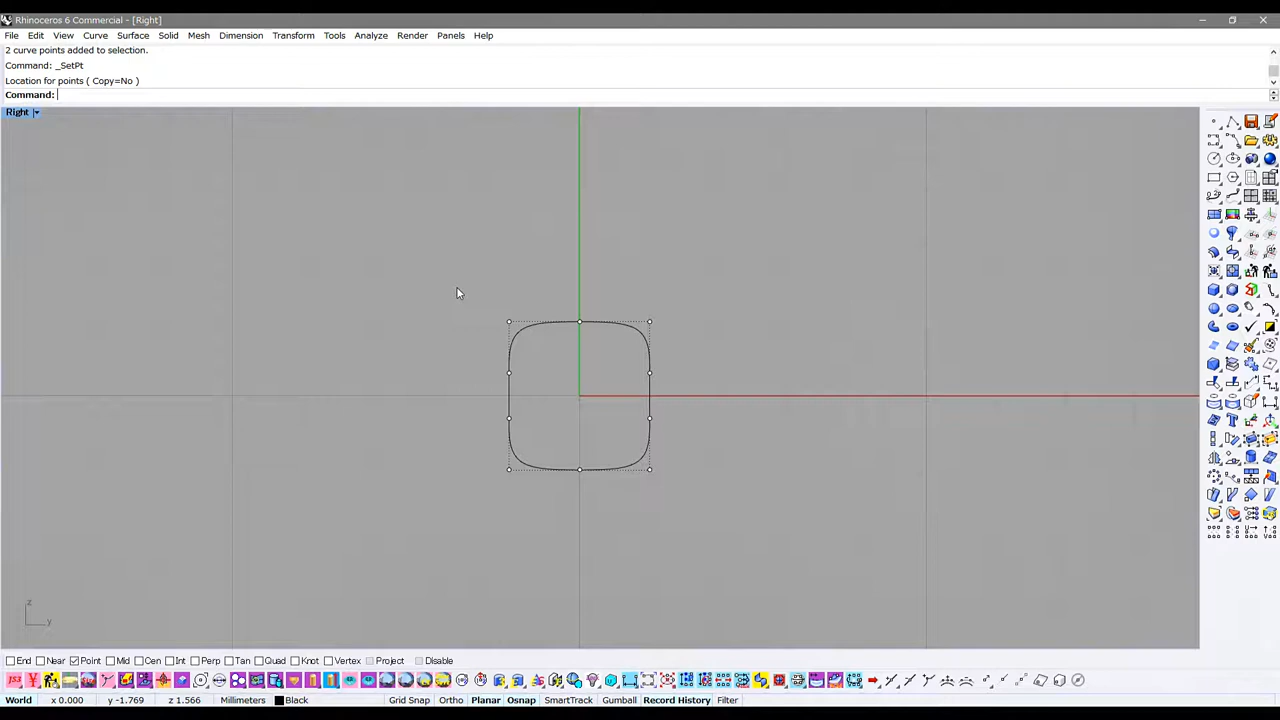 Rhinoceros 6 Commercial - [Right]
File Edit View Curve Surface Solid Mesh Dimension Transform Tools Analyze Render Panels Help
2 curve points added to selection.
Command: _SetPt
Location for points ( Copy=No )
Command:
Right
z
y
End Near Point Mid Cen Int Perp Tan Quad Knot Vertex Project Disable
World x 0.000 y -1.769 z 1.566 Millimeters Black Grid Snap Ortho Planar Osnap SmartTrack Gumball Record History Filter